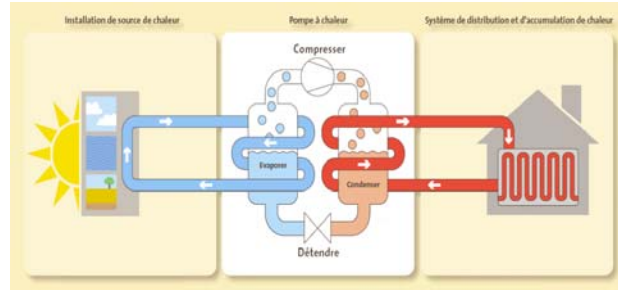 Installation de source de chaleur
Pompe à chaleur
Système de distribution et d'accumulation de chaleur
Compresser
Evaporer
Condenser
Détendre